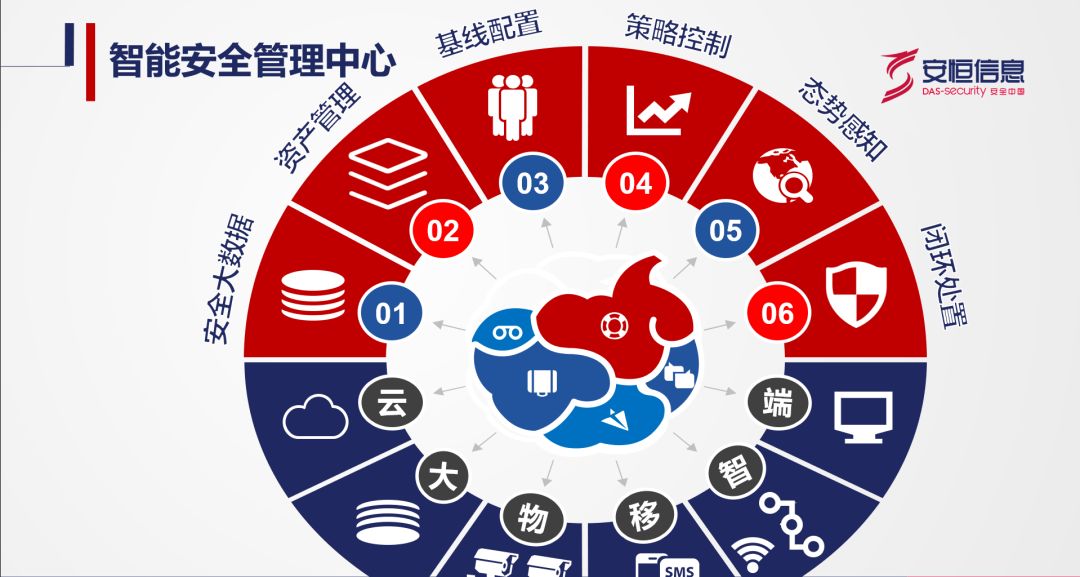 智能安全管理中心
安恒信息
DAS-security 安全中国
安全大数据
资产管理
基线配置
策略控制
态势感知
闭环处置
01
02
03
04
05
06
云
大
物
移
智
端
SMS